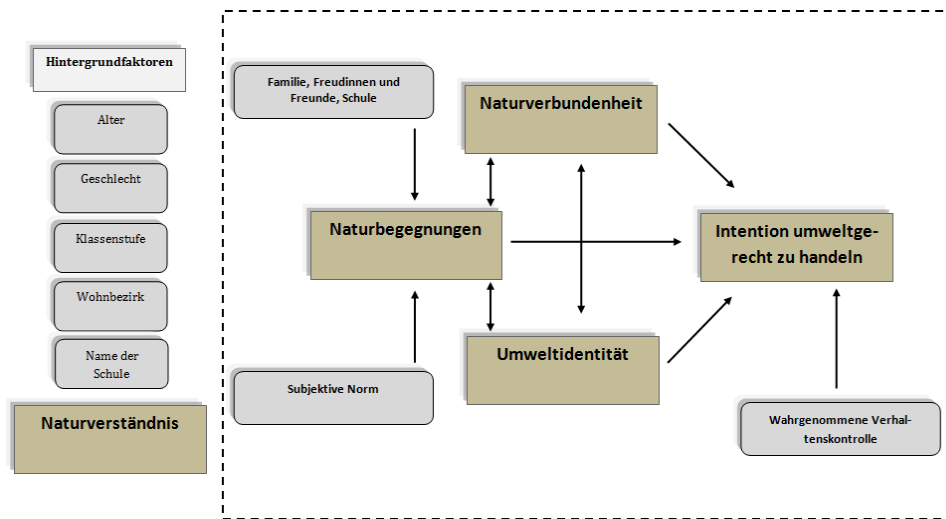 Hintergrundfaktoren
Alter
Geschlecht
Klassenstufe
Wohnbezirk
Name der
Schule
Naturverständnis
Familie, Freudinnen und
Freunde, Schule
Naturverbundenheit
Naturbegegnungen
Intention umweltge-
recht zu handeln
Umweltidentität
Subjektive Norm
Wahrgenommene Verhal-
tenskontrolle